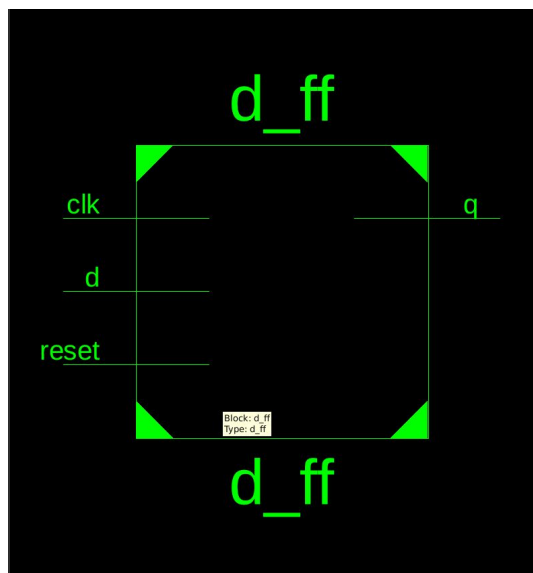 d_ff
clk
q
d
reset
Block: d_ff
Type: d_ff
d_ff